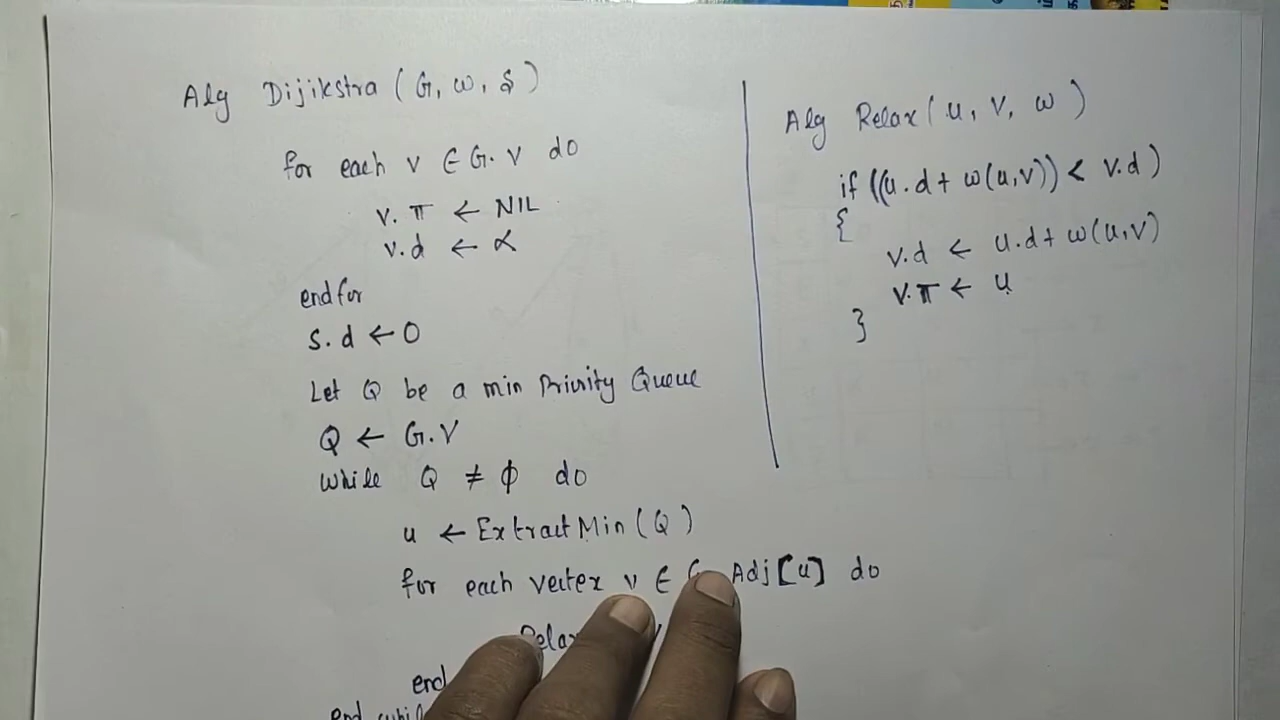 Alg Dijikstra (G, w, s)
for each v ∈ G.V do
v.π ← NIL
v.d ← ∝
endfor
s.d ← 0
Let Q be a min Priority Queue
Q ← G.V
while Q ≠ ϕ do
u ← ExtractMin (Q)
for each vertex v ∈ Adj[u] do
end
end
Alg Relax (u, v, w)
if ((u.d + w(u,v)) < v.d)
{
v.d ← u.d + w(u,v)
v.π ← u
}